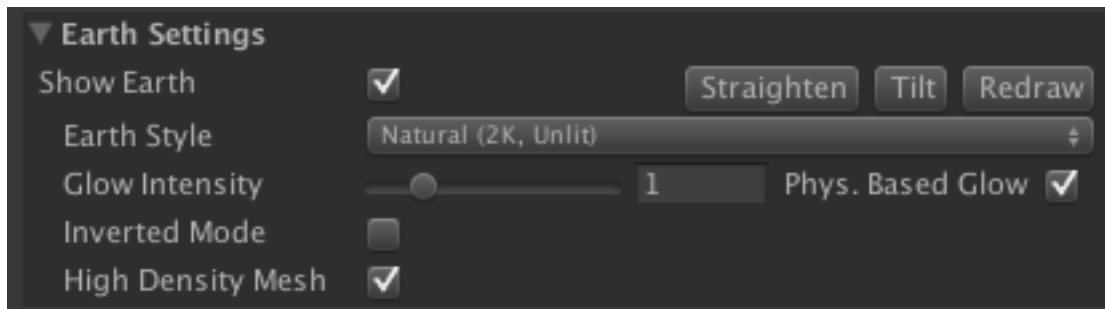 Earth Settings
Show Earth Straighten Tilt Redraw
Earth Style Natural (2K, Unlit)
Glow Intensity 1 Phys. Based Glow
Inverted Mode
High Density Mesh